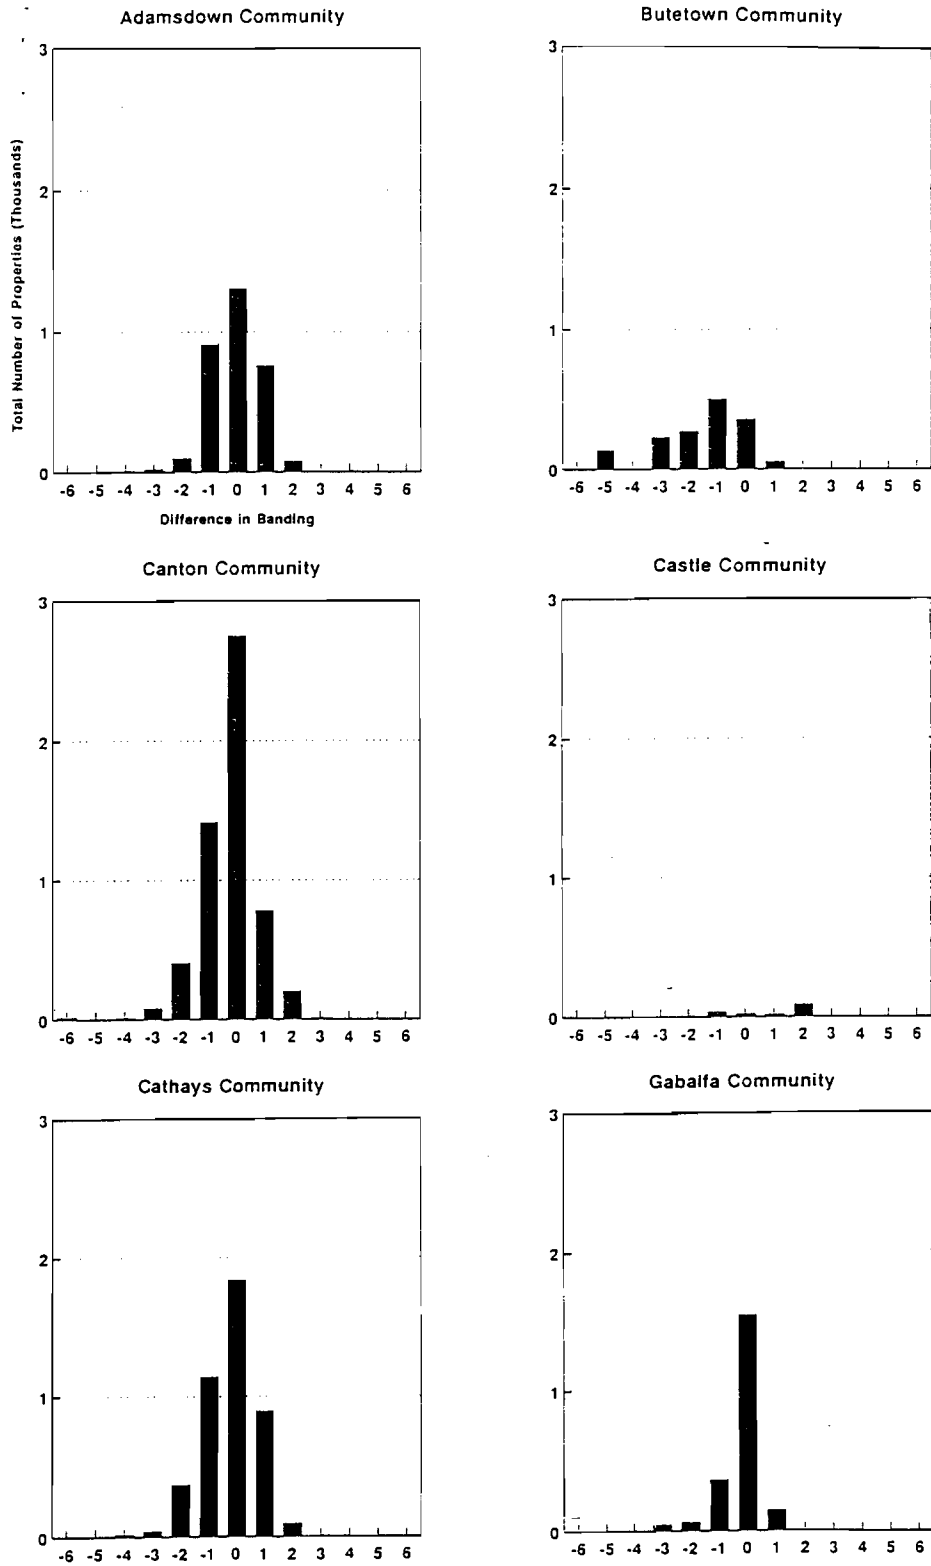 Adamsdown Community
Total Number of Properties (Thousands)
3
2
1
0
-6 -5 -4 -3 -2 -1 0 1 2 3 4 5 6
Difference in Banding
Butetown Community
3
2
1
0
-6 -5 -4 -3 -2 -1 0 1 2 3 4 5 6
Canton Community
3
2
1
0
-6 -5 -4 -3 -2 -1 0 1 2 3 4 5 6
Castle Community
3
2
1
0
-6 -5 -4 -3 -2 -1 0 1 2 3 4 5 6
Cathays Community
3
2
1
0
-6 -5 -4 -3 -2 -1 0 1 2 3 4 5 6
Gabalfa Community
3
2
1
0
-6 -5 -4 -3 -2 -1 0 1 2 3 4 5 6